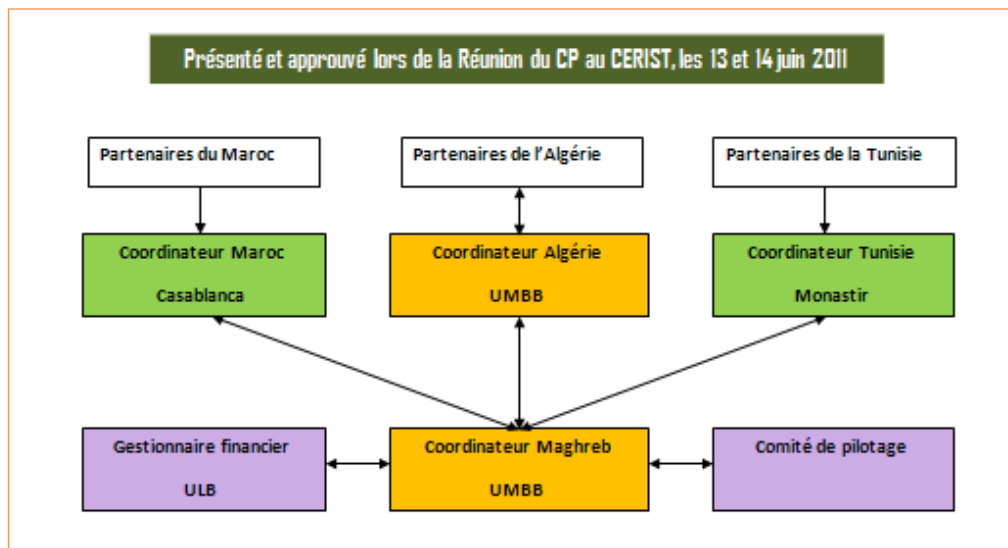 Présenté et approuvé lors de la Réunion du CP au CERIST, les 13 et 14 juin 2011
Partenaires du Maroc
Partenaires de l'Algérie
Partenaires de la Tunisie
Coordinateur Maroc
Casablanca
Coordinateur Algérie
UMBB
Coordinateur Tunisie
Monastir
Gestionnaire financier
ULB
Coordinateur Maghreb
UMBB
Comité de pilotage